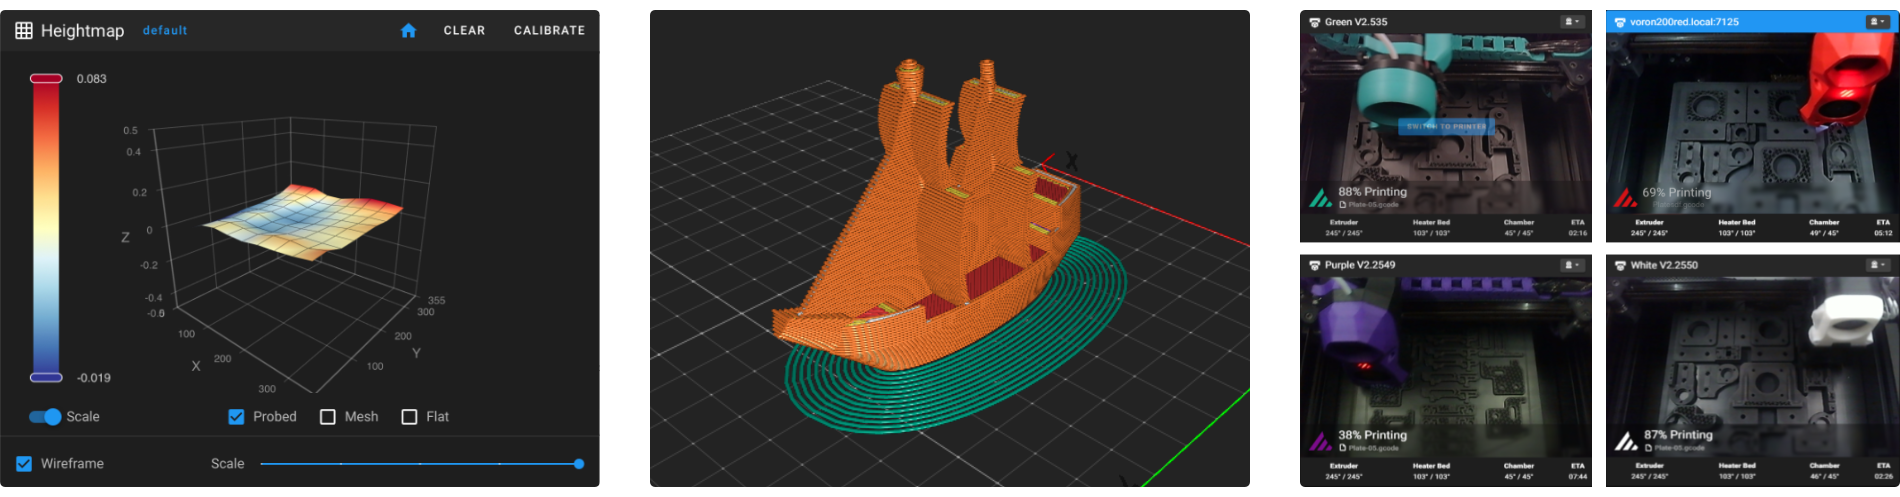 Heightmap default CLEAR CALIBRATE
0.083
0.5
0.4
0.2
0
Z
-0.2
-0.4
-0.019
355
300
100
200
X
200
Y
100
300
Scale Probed Mesh Flat
Wireframe Scale
X
Green V2.535
SWITCH TO PRINTER
88% Printing
Plate-05.gcode
Extruder Heater Bed Chamber ETA
245° / 245° 103° / 103° 45° / 45° 02:16
voron200red.local:7125
69% Printing
Plate-05.gcode
Extruder Heater Bed Chamber ETA
245° / 245° 103° / 103° 49° / 45° 05:12
Purple V2.2549
38% Printing
Plate-05.gcode
Extruder Heater Bed Chamber ETA
245° / 245° 103° / 103° 45° / 45° 07:44
White V2.2550
87% Printing
Plate-05.gcode
Extruder Heater Bed Chamber ETA
245° / 245° 103° / 103° 46° / 45° 02:26